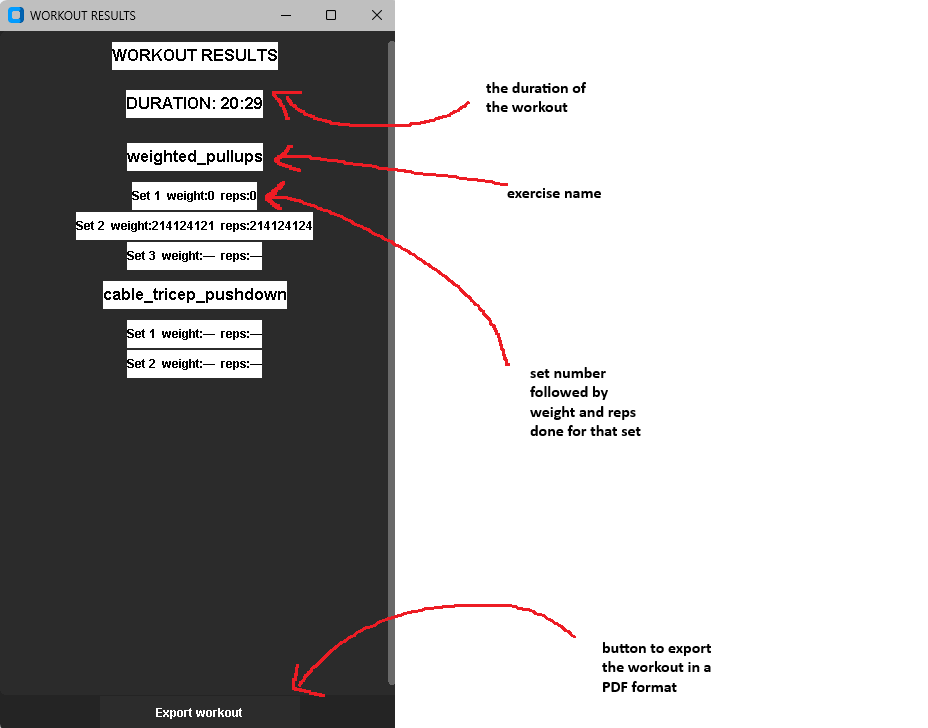 WORKOUT RESULTS
WORKOUT RESULTS
DURATION: 20:29
the duration of
the workout
weighted_pullups
exercise name
Set 1 weight:0 reps:0
Set 2 weight:214124121 reps:214124124
Set 3 weight:— reps:—
cable_tricep_pushdown
Set 1 weight:— reps:—
Set 2 weight:— reps:—
set number
followed by
weight and reps
done for that set
button to export
the workout in a
PDF format
Export workout